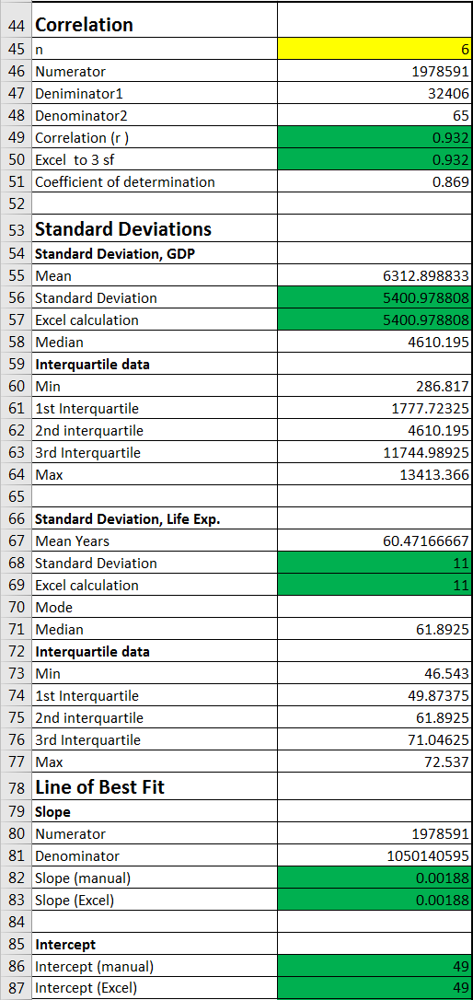 44 Correlation
45 n 6
46 Numerator 1978591
47 Deniminator1 32406
48 Denominator2 65
49 Correlation (r ) 0.932
50 Excel  to 3 sf 0.932
51 Coefficient of determination 0.869
52
53 Standard Deviations
54 Standard Deviation, GDP
55 Mean 6312.898833
56 Standard Deviation 5400.978808
57 Excel calculation 5400.978808
58 Median 4610.195
59 Interquartile data
60 Min 286.817
61 1st Interquartile 1777.72325
62 2nd interquartile 4610.195
63 3rd Interquartile 11744.98925
64 Max 13413.366
65
66 Standard Deviation, Life Exp.
67 Mean Years 60.47166667
68 Standard Deviation 11
69 Excel calculation 11
70 Mode
71 Median 61.8925
72 Interquartile data
73 Min 46.543
74 1st Interquartile 49.87375
75 2nd interquartile 61.8925
76 3rd Interquartile 71.04625
77 Max 72.537
78 Line of Best Fit
79 Slope
80 Numerator 1978591
81 Denominator 1050140595
82 Slope (manual) 0.00188
83 Slope (Excel) 0.00188
84
85 Intercept
86 Intercept (manual) 49
87 Intercept (Excel) 49